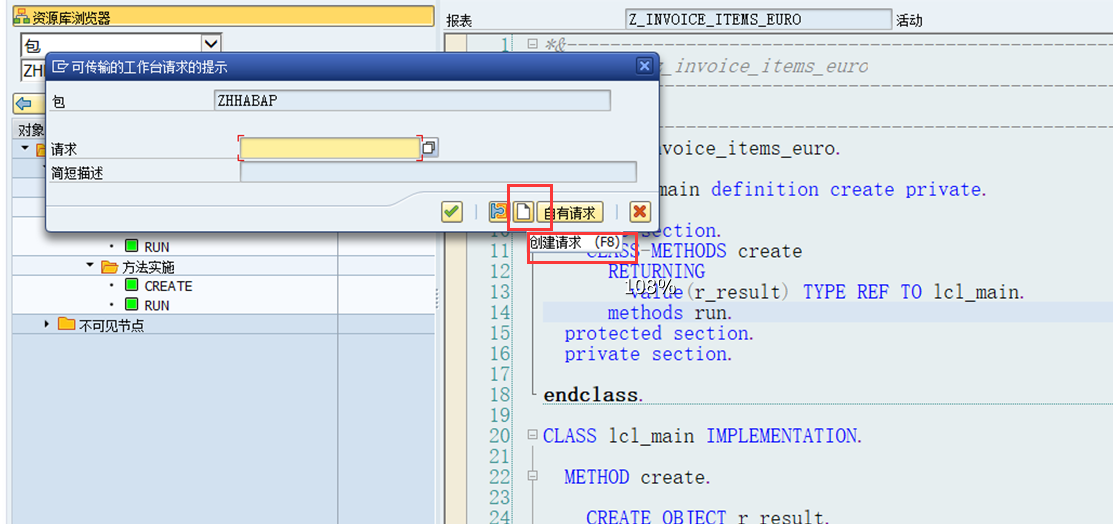 资源库浏览器
包
ZHH
对象
RUN
方法实施
CREATE
RUN
不可见节点
可传输的工作台请求的提示
包 ZHHABAP
请求
简短描述
自有请求
创建请求 (F8)
报表 Z_INVOICE_ITEMS_EURO 活动
1 *&--------------------------------
_invoice_items_euro
voice_items_euro.
main definition create private.
section.
11 CLASS-METHODS create
12 RETURNING
13 value(r_result) TYPE REF TO lcl_main.
108%
14 methods run.
15 protected section.
16 private section.
17
18 endclass.
19
20 CLASS lcl_main IMPLEMENTATION.
21
22 METHOD create.
23
24 CREATE OBJECT r_result.